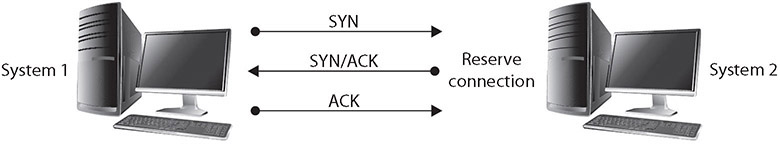 SYN
System 1
SYN/ACK
Reserve
connection
System 2
ACK